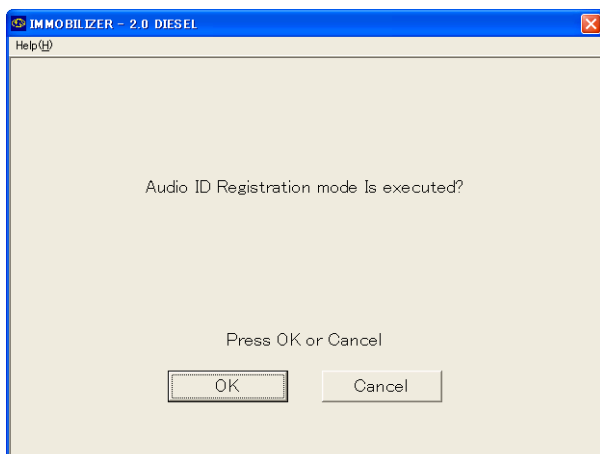 IMMOBILIZER - 2.0 DIESEL
Help(H)
Audio ID Registration mode Is executed?
Press OK or Cancel
OK Cancel